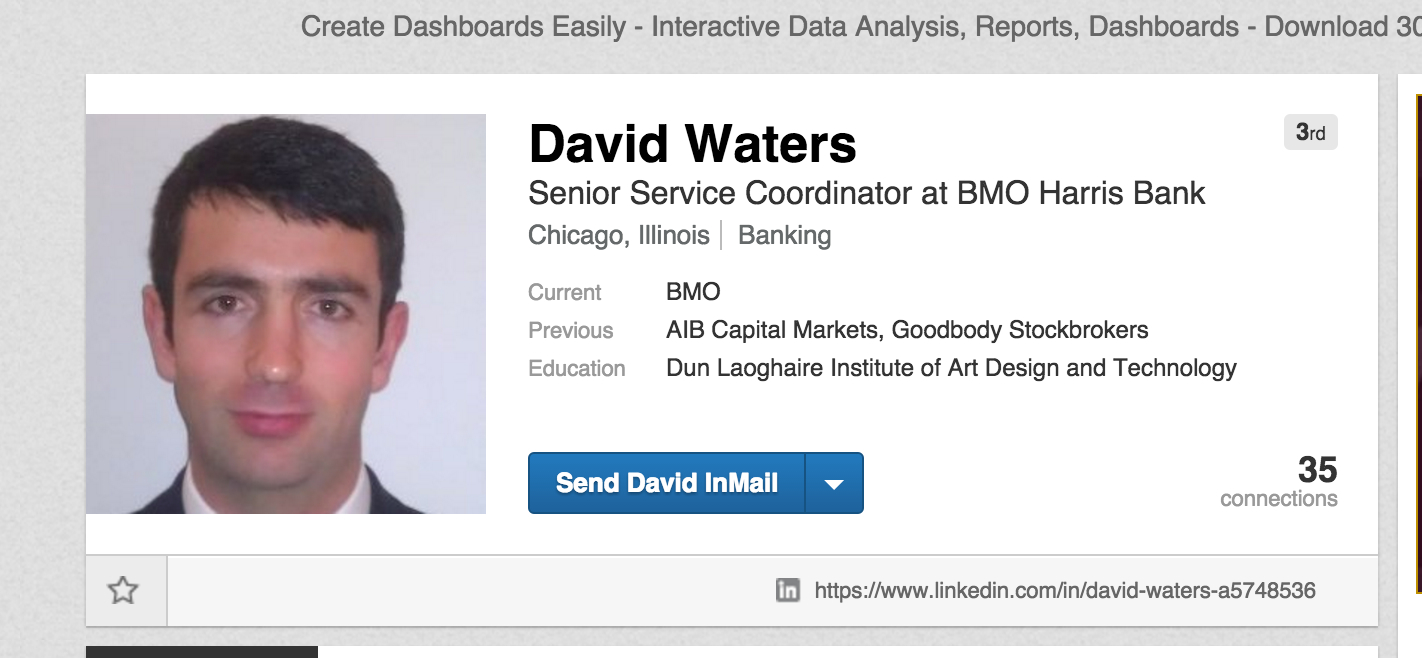 Create Dashboards Easily - Interactive Data Analysis, Reports, Dashboards - Download 30
David Waters
3rd
Senior Service Coordinator at BMO Harris Bank
Chicago, Illinois | Banking
Current BMO
Previous AIB Capital Markets, Goodbody Stockbrokers
Education Dun Laoghaire Institute of Art Design and Technology
Send David InMail
35
connections
in https://www.linkedin.com/in/david-waters-a5748536